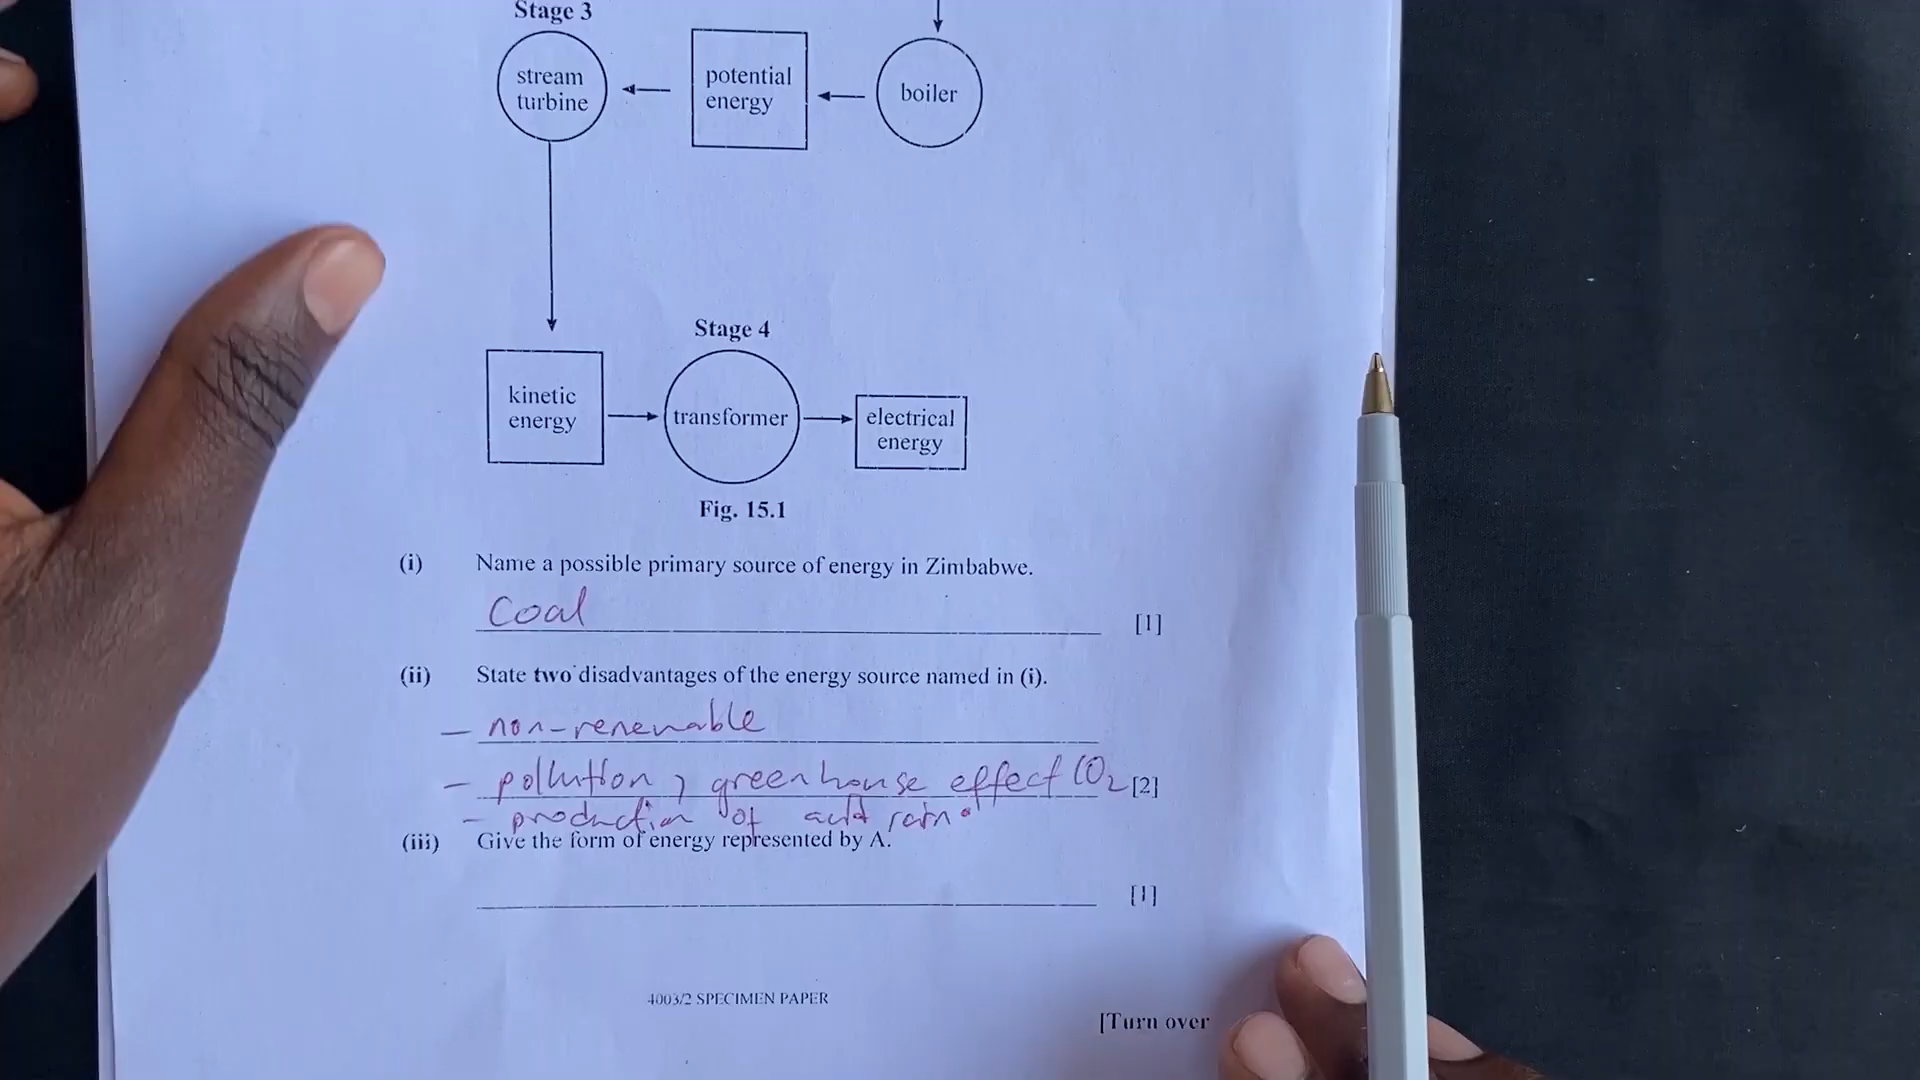 Stage 3
stream
turbine
potential
energy
boiler
Stage 4
kinetic
energy
transformer
electrical
energy
Fig. 15.1
(i) Name a possible primary source of energy in Zimbabwe.
Coal
[1]
(ii) State two disadvantages of the energy source named in (i).
- non-renewable
- pollution, greenhouse effect CO2 [2]
- production of acid rain
(iii) Give the form of energy represented by A.
[1]
4003/2 SPECIMEN PAPER
[Turn over